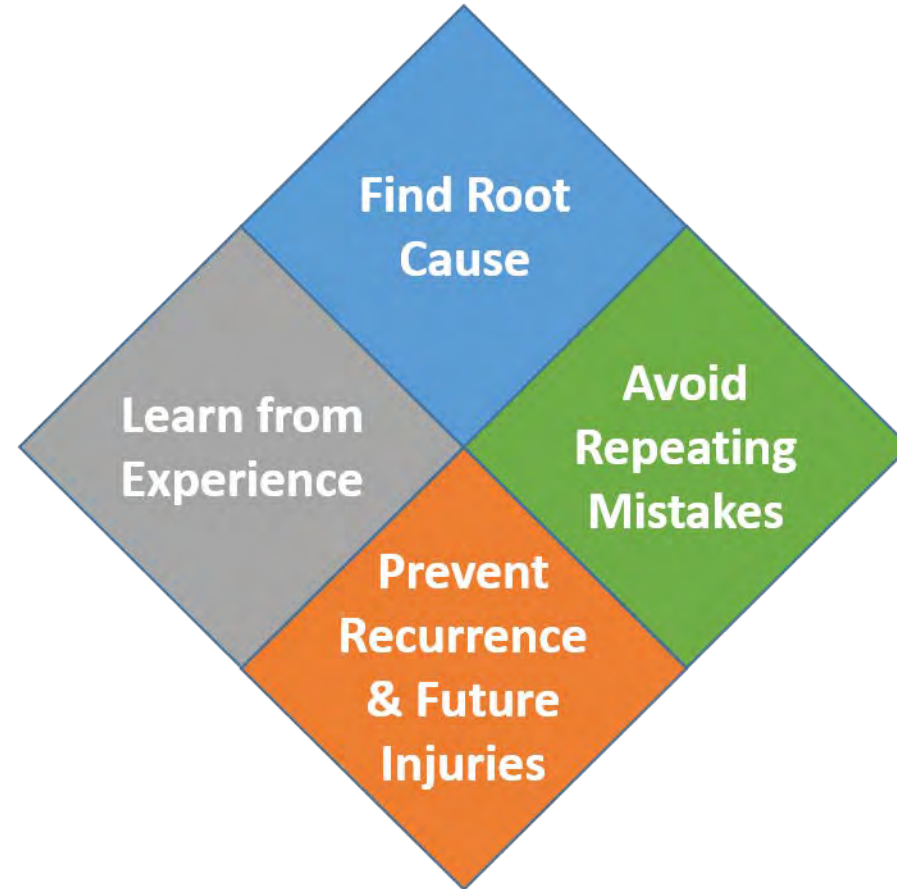 Find Root
Cause
Learn from
Experience
Avoid
Repeating
Mistakes
Prevent
Recurrence
& Future
Injuries